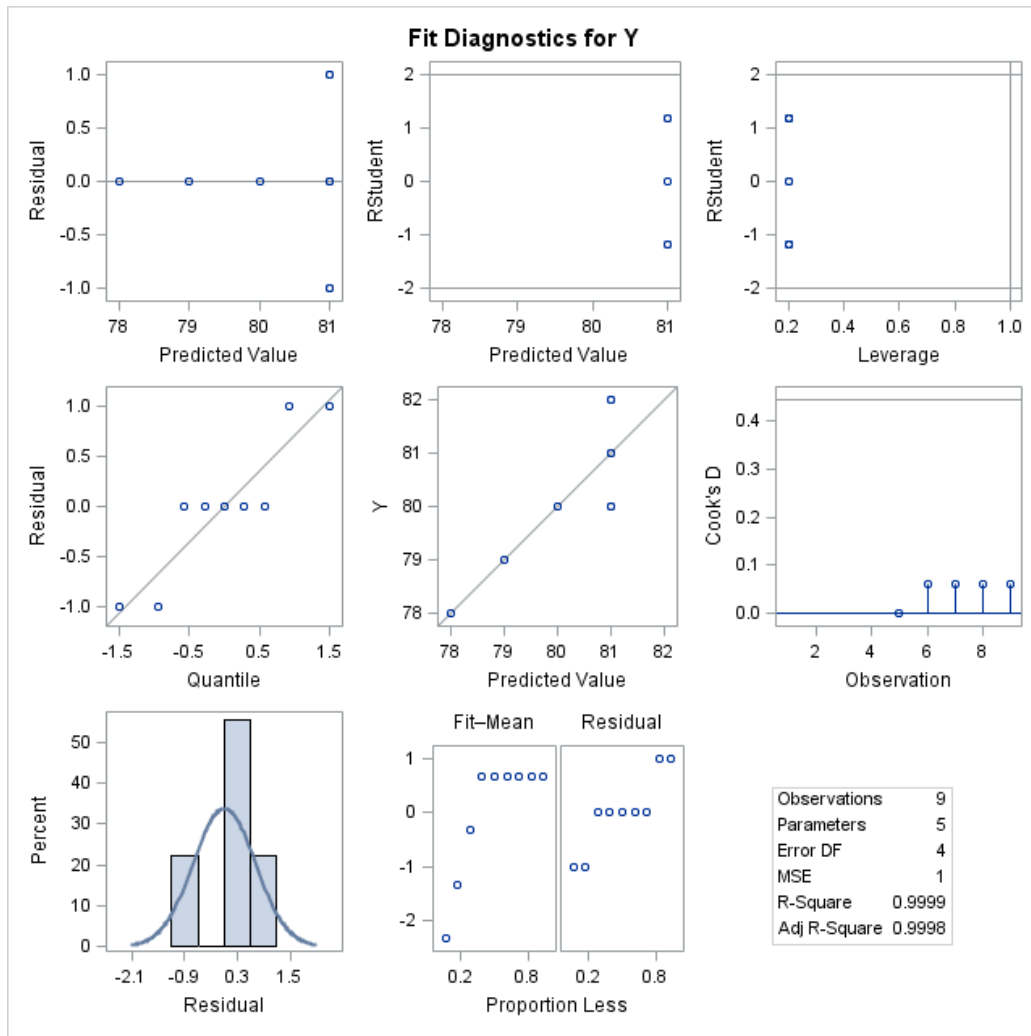 Fit Diagnostics for Y
1.0
0.5
0.0
-0.5
-1.0
Residual
78 79 80 81
Predicted Value
2
1
0
-1
-2
RStudent
78 79 80 81
Predicted Value
2
1
0
-1
-2
RStudent
0.2 0.4 0.6 0.8 1.0
Leverage
1.0
0.5
0.0
-0.5
-1.0
Residual
-1.5 -0.5 0.5 1.5
Quantile
82
81
80
79
78
Y
78 79 80 81 82
Predicted Value
0.4
0.3
0.2
0.1
0.0
Cook's D
2 4 6 8
Observation
50
40
30
20
10
0
Percent
-2.1 -0.9 0.3 1.5
Residual
Fit–Mean Residual
1
0
-1
-2
0.2 0.8 0.2 0.8
Proportion Less
Observations 9
Parameters 5
Error DF 4
MSE 1
R-Square 0.9999
Adj R-Square 0.9998